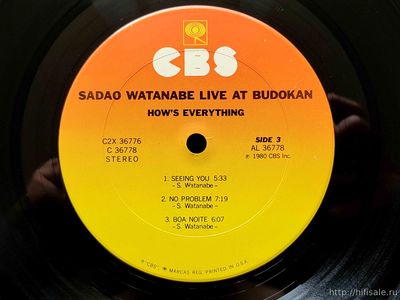 CBS
SADAO WATANABE LIVE AT BUDOKAN
HOW'S EVERYTHING
C2X 36776
C 36778
STEREO
SIDE 3
AL 36778
℗ 1980 CBS Inc.
1. SEEING YOU 5:33
- S. Watanabe -
2. NO PROBLEM 7:19
- S. Watanabe -
3. BOA NOITE 6:07
- S. Watanabe -
℗ "CBS", MARCAS REG. PRINTED IN U.S.A.
http://hifisale.ru